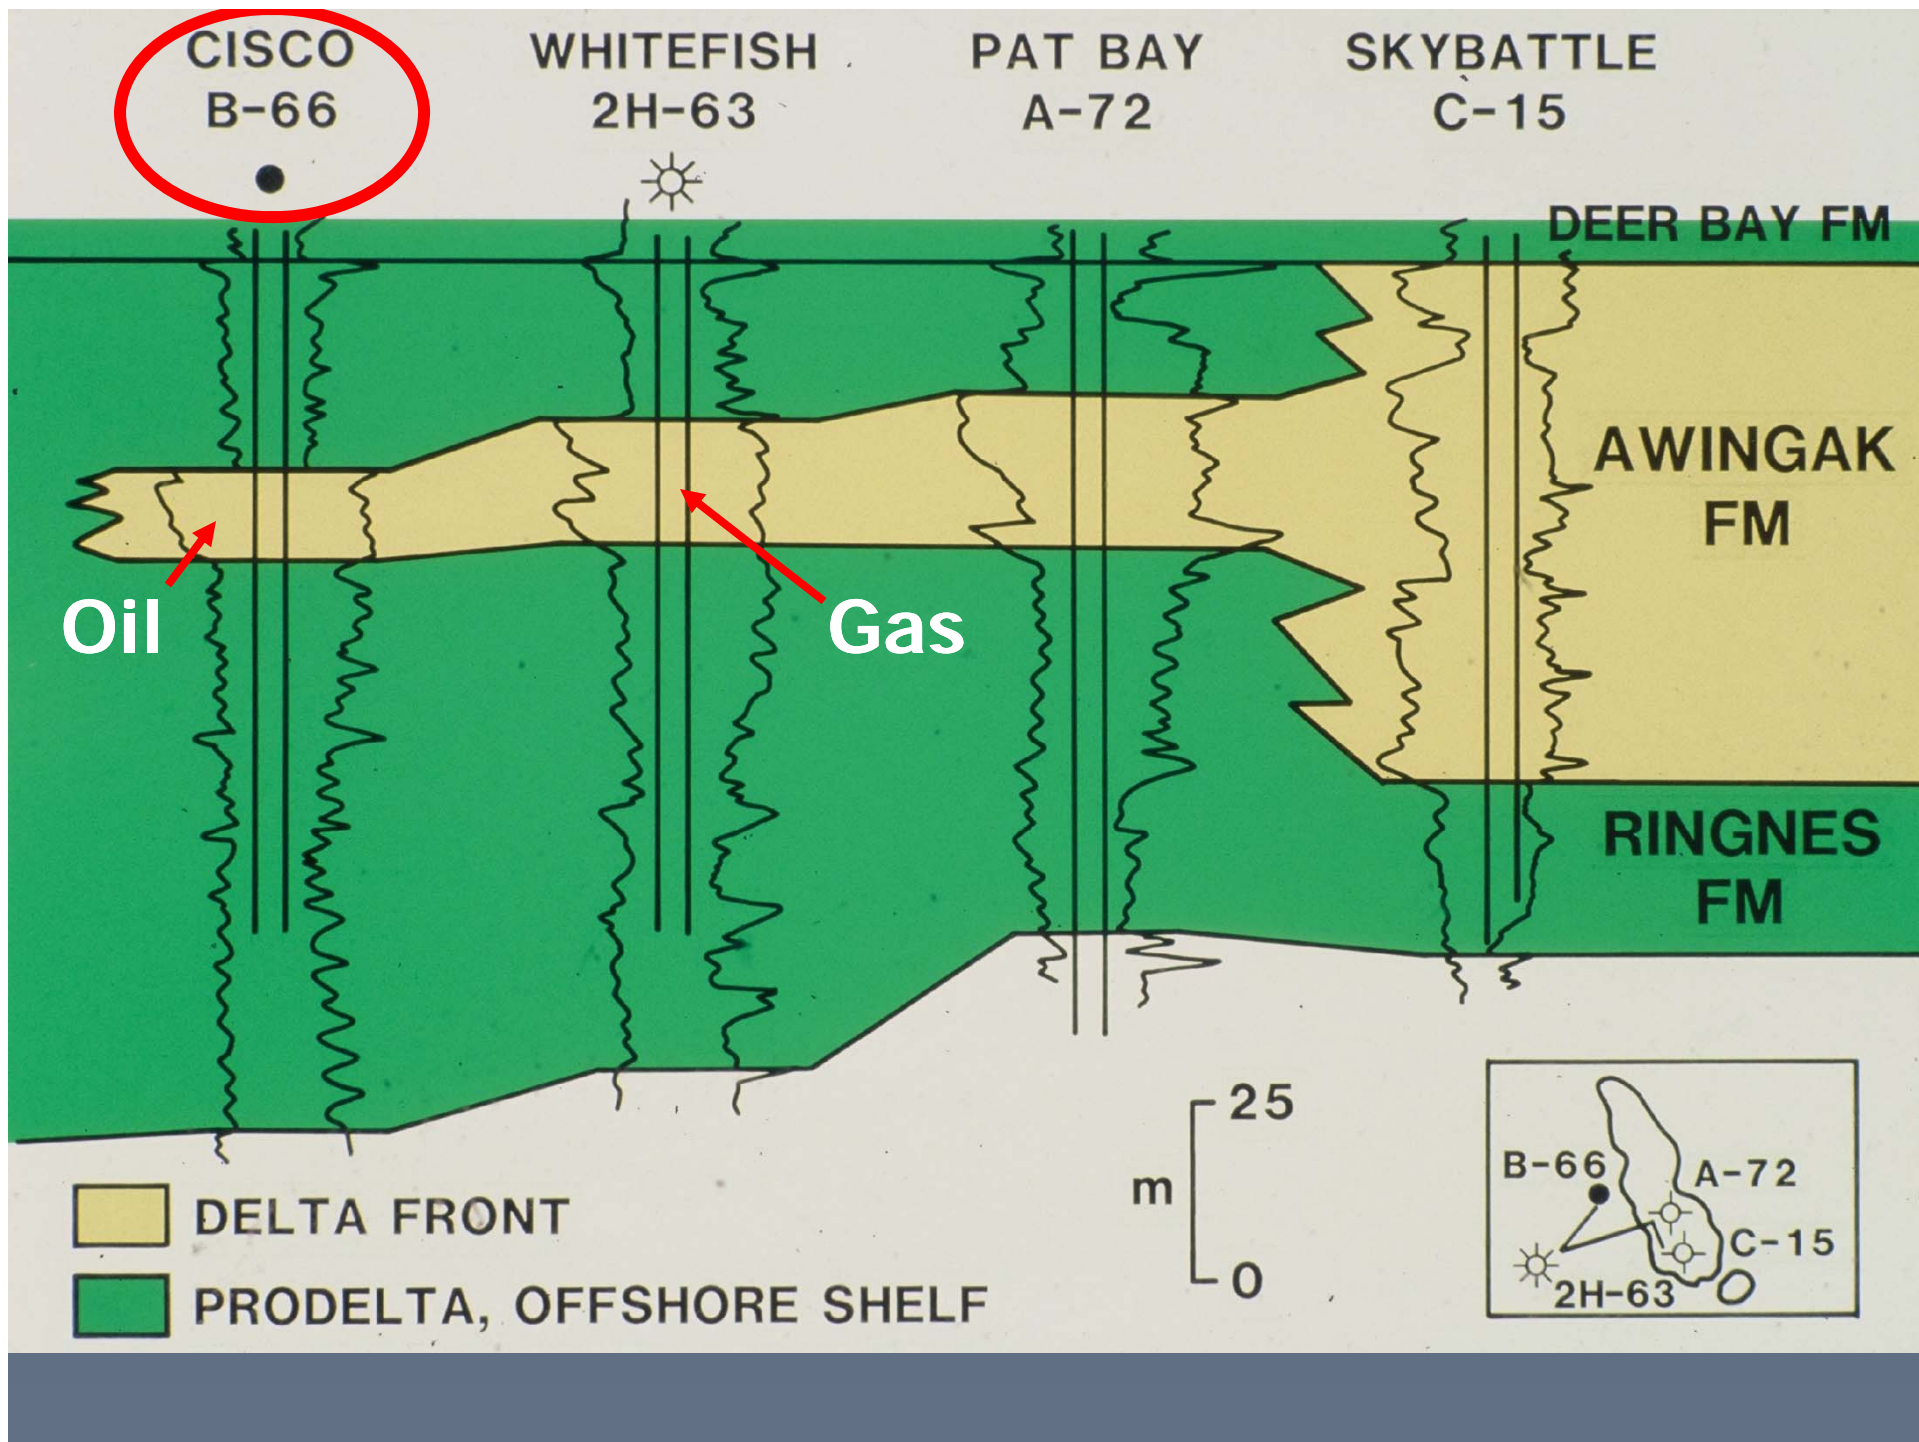 CISCO
B-66
WHITEFISH
2H-63
PAT BAY
A-72
SKYBATTLE
C-15
DEER BAY FM
AWINGAK
FM
Oil
Gas
RINGNES
FM
25
m
0
B-66
A-72
C-15
2H-63
DELTA FRONT
PRODELTA, OFFSHORE SHELF